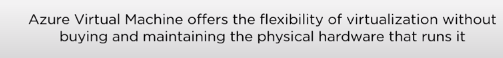 Azure Virtual Machine offers the flexibility of virtualization without
buying and maintaining the physical hardware that runs it